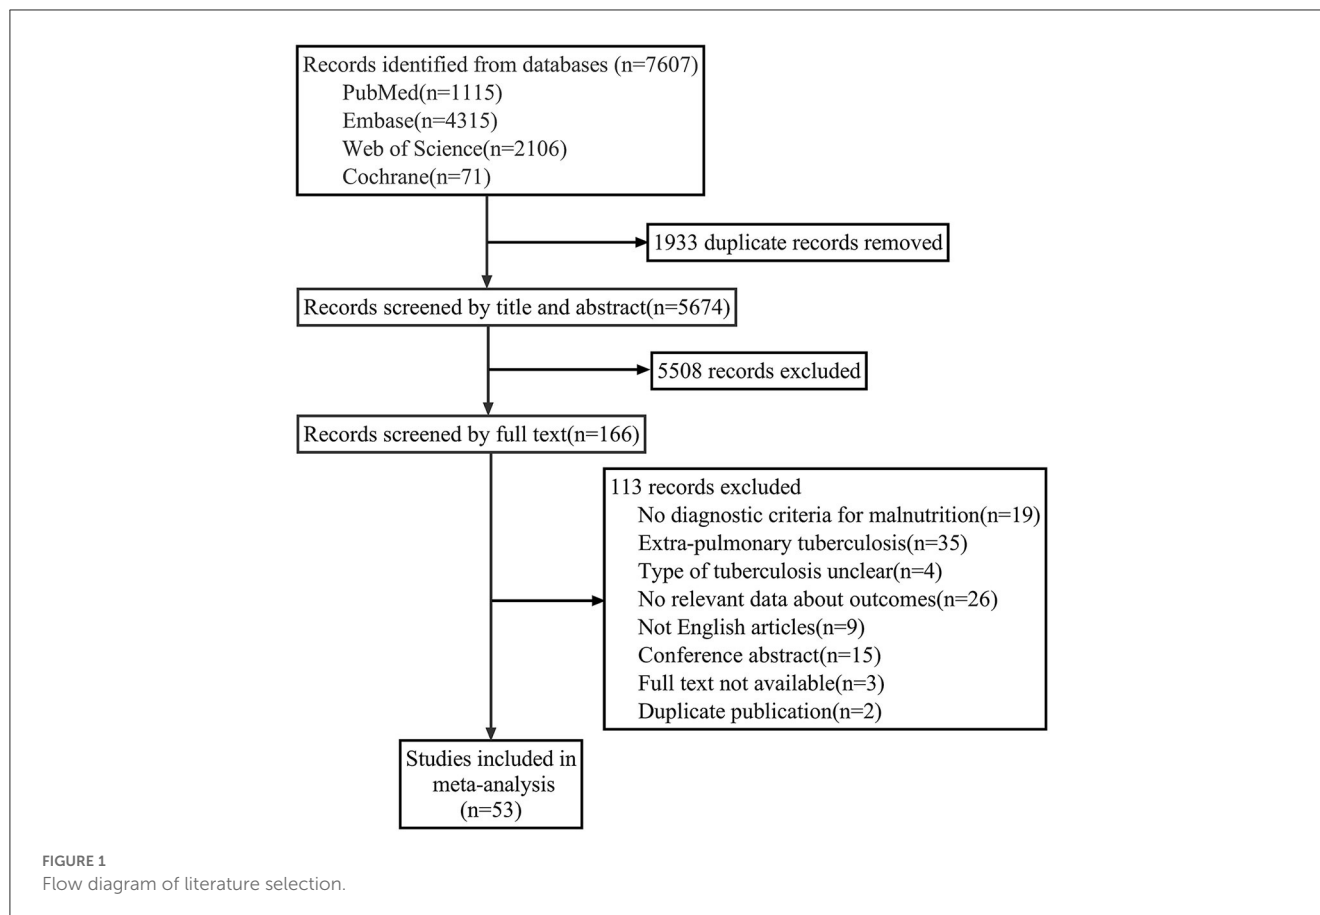 Records identified from databases (n=7607)
PubMed(n=1115)
Embase(n=4315)
Web of Science(n=2106)
Cochrane(n=71)
1933 duplicate records removed
Records screened by title and abstract(n=5674)
5508 records excluded
Records screened by full text(n=166)
113 records excluded
No diagnostic criteria for malnutrition(n=19)
Extra-pulmonary tuberculosis(n=35)
Type of tuberculosis unclear(n=4)
No relevant data about outcomes(n=26)
Not English articles(n=9)
Conference abstract(n=15)
Full text not available(n=3)
Duplicate publication(n=2)
Studies included in
meta-analysis
(n=53)
FIGURE 1
Flow diagram of literature selection.